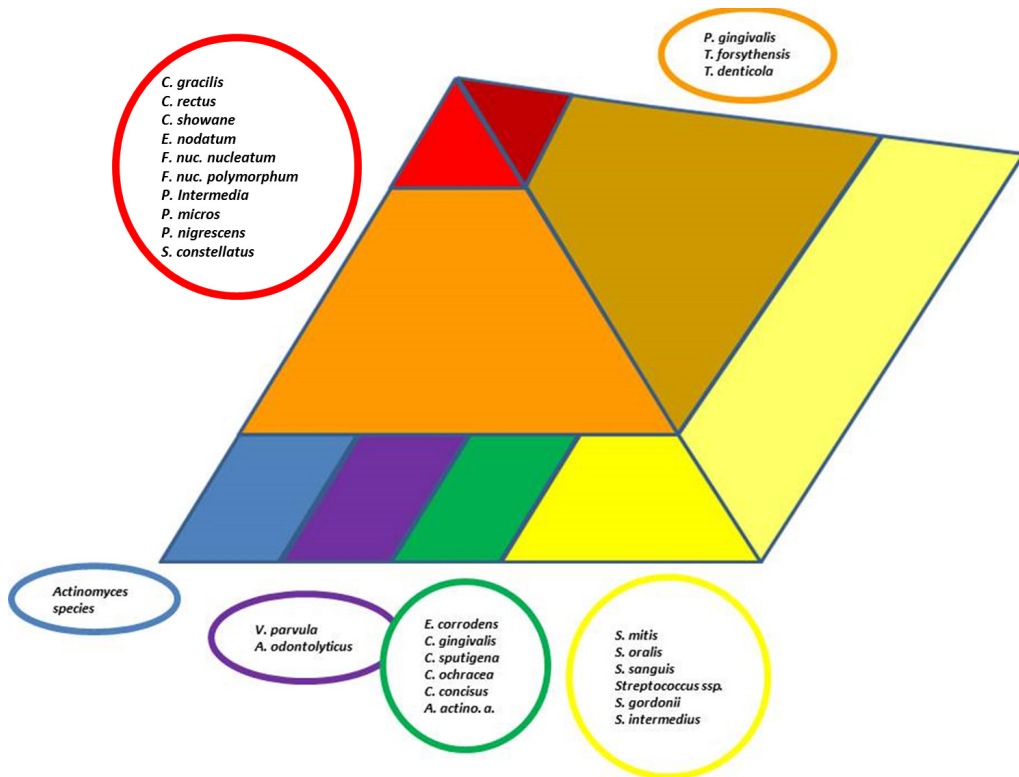 P. gingivalis
T. forsythensis
T. denticola
C. gracilis
C. rectus
C. showane
E. nodatum
F. nuc. nucleatum
F. nuc. polymorphum
P. Intermedia
P. micros
P. nigrescens
S. constellatus
Actinomyces
species
V. parvula
A. odontolyticus
E. corrodens
C. gingivalis
C. sputigena
C. ochracea
C. concisus
A. actino. a.
S. mitis
S. oralis
S. sanguis
Streptococcus ssp.
S. gordonii
S. intermedius